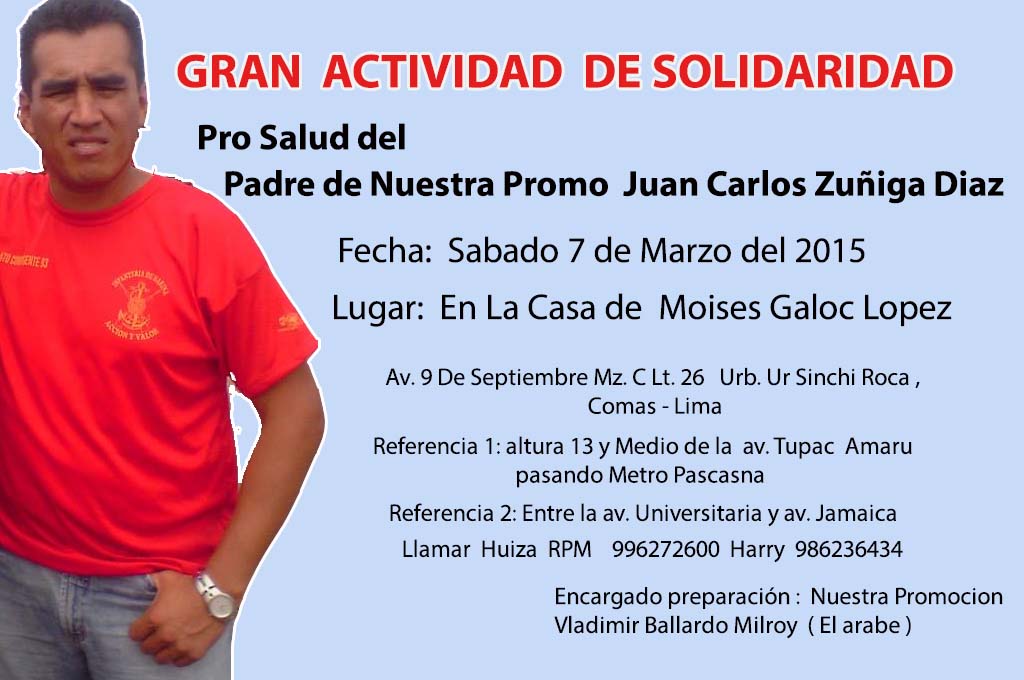 GRAN ACTIVIDAD DE SOLIDARIDAD
Pro Salud del
Padre de Nuestra Promo Juan Carlos Zuñiga Diaz
Fecha: Sabado 7 de Marzo del 2015
Lugar: En La Casa de Moises Galoc Lopez
Av. 9 De Septiembre Mz. C Lt. 26 Urb. Ur Sinchi Roca ,
Comas - Lima
Referencia 1: altura 13 y Medio de la av. Tupac Amaru
pasando Metro Pascasna
Referencia 2: Entre la av. Universitaria y av. Jamaica
Llamar Huiza RPM 996272600 Harry 986236434
Encargado preparación : Nuestra Promocion
Vladimir Ballardo Milroy ( El arabe )
INFANTERIA DE MARINA
ACCION Y VALOR